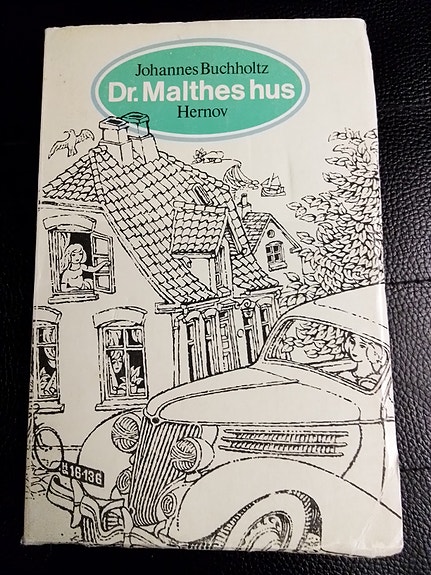 Johannes Buchholtz
Dr. Malthes hus
Hernov